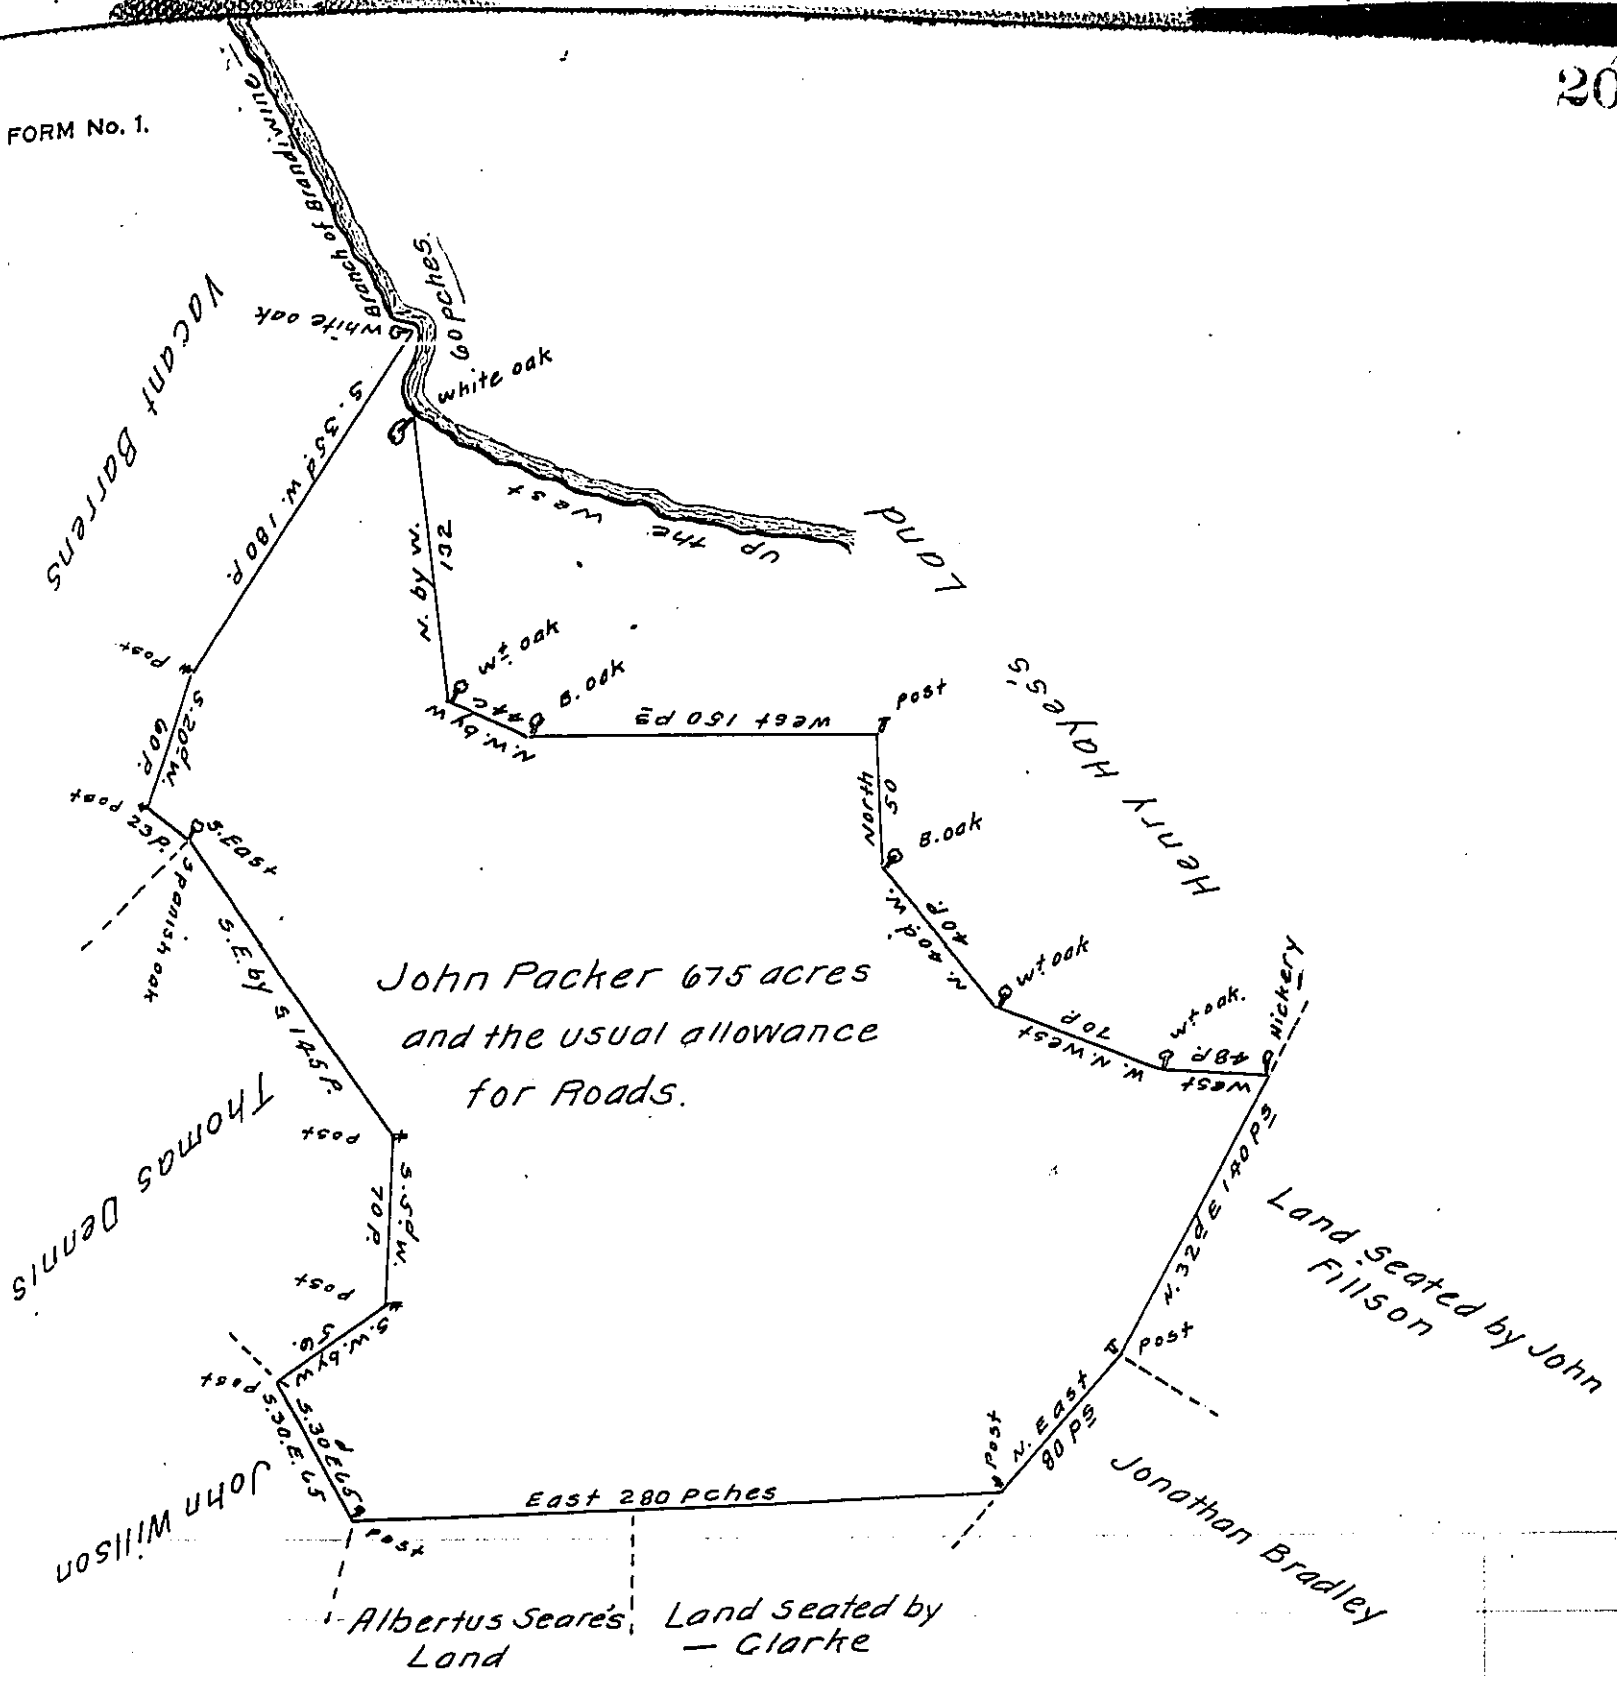 20
FORM No. 1.
Up the West
Branch of Brandiwine
60 Pches.
White oak
white oak
Vacant Barrens
S. 35d W. 180 P.
N. by W.
132
Land
Henry Hayes's
Wt. oak
B. oak
N.W. by W
44
West 150 Ps
Post
North
50
B. oak
N. 40d W.
40 P.
Wt oak
W. N. West
70 P.
Wt oak.
West
48 P.
Hickery
Post
S. 20d W.
60 P.
Post
23 P.
S. East
Spanish oak
S. E. by S 145 P.
John Packer 675 acres
and the usual allowance
for Roads.
Thomas Dennis
Post
S. 5d W.
70 P.
Post
S. W. by W
56.
N. 32d E 140 Ps
Land Seated by John
Fillson
Post
N. East
80 Ps
Post
Jonathan Bradley
Post
S. 30. E. 65
S. 30d E 65
John Willson
Post
East 280 Pches
Albertus Seare's
Land
Land Seated by
— Clarke